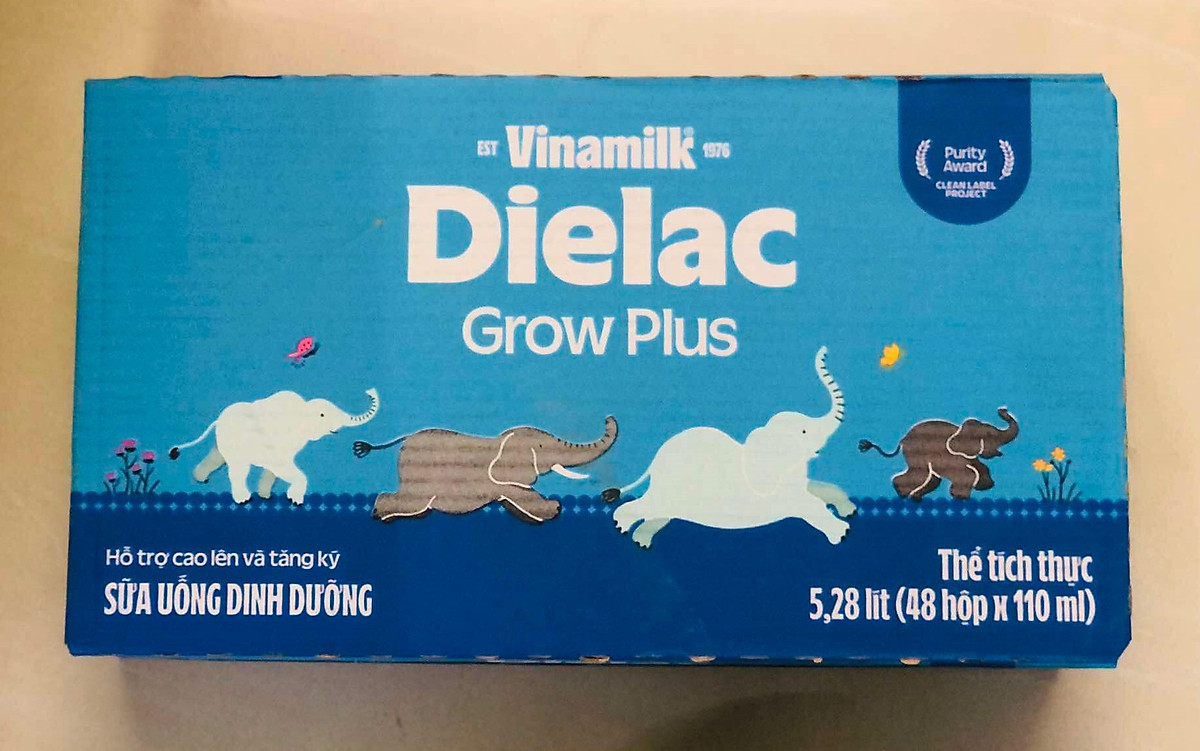 EST Vinamilk® 1976
Dielac
Grow Plus
Purity
Award
CLEAN LABEL
PROJECT
Hỗ trợ cao lên và tăng ký
SỮA UỐNG DINH DƯỠNG
Thể tích thực
5,28 lít (48 hộp x 110 ml)